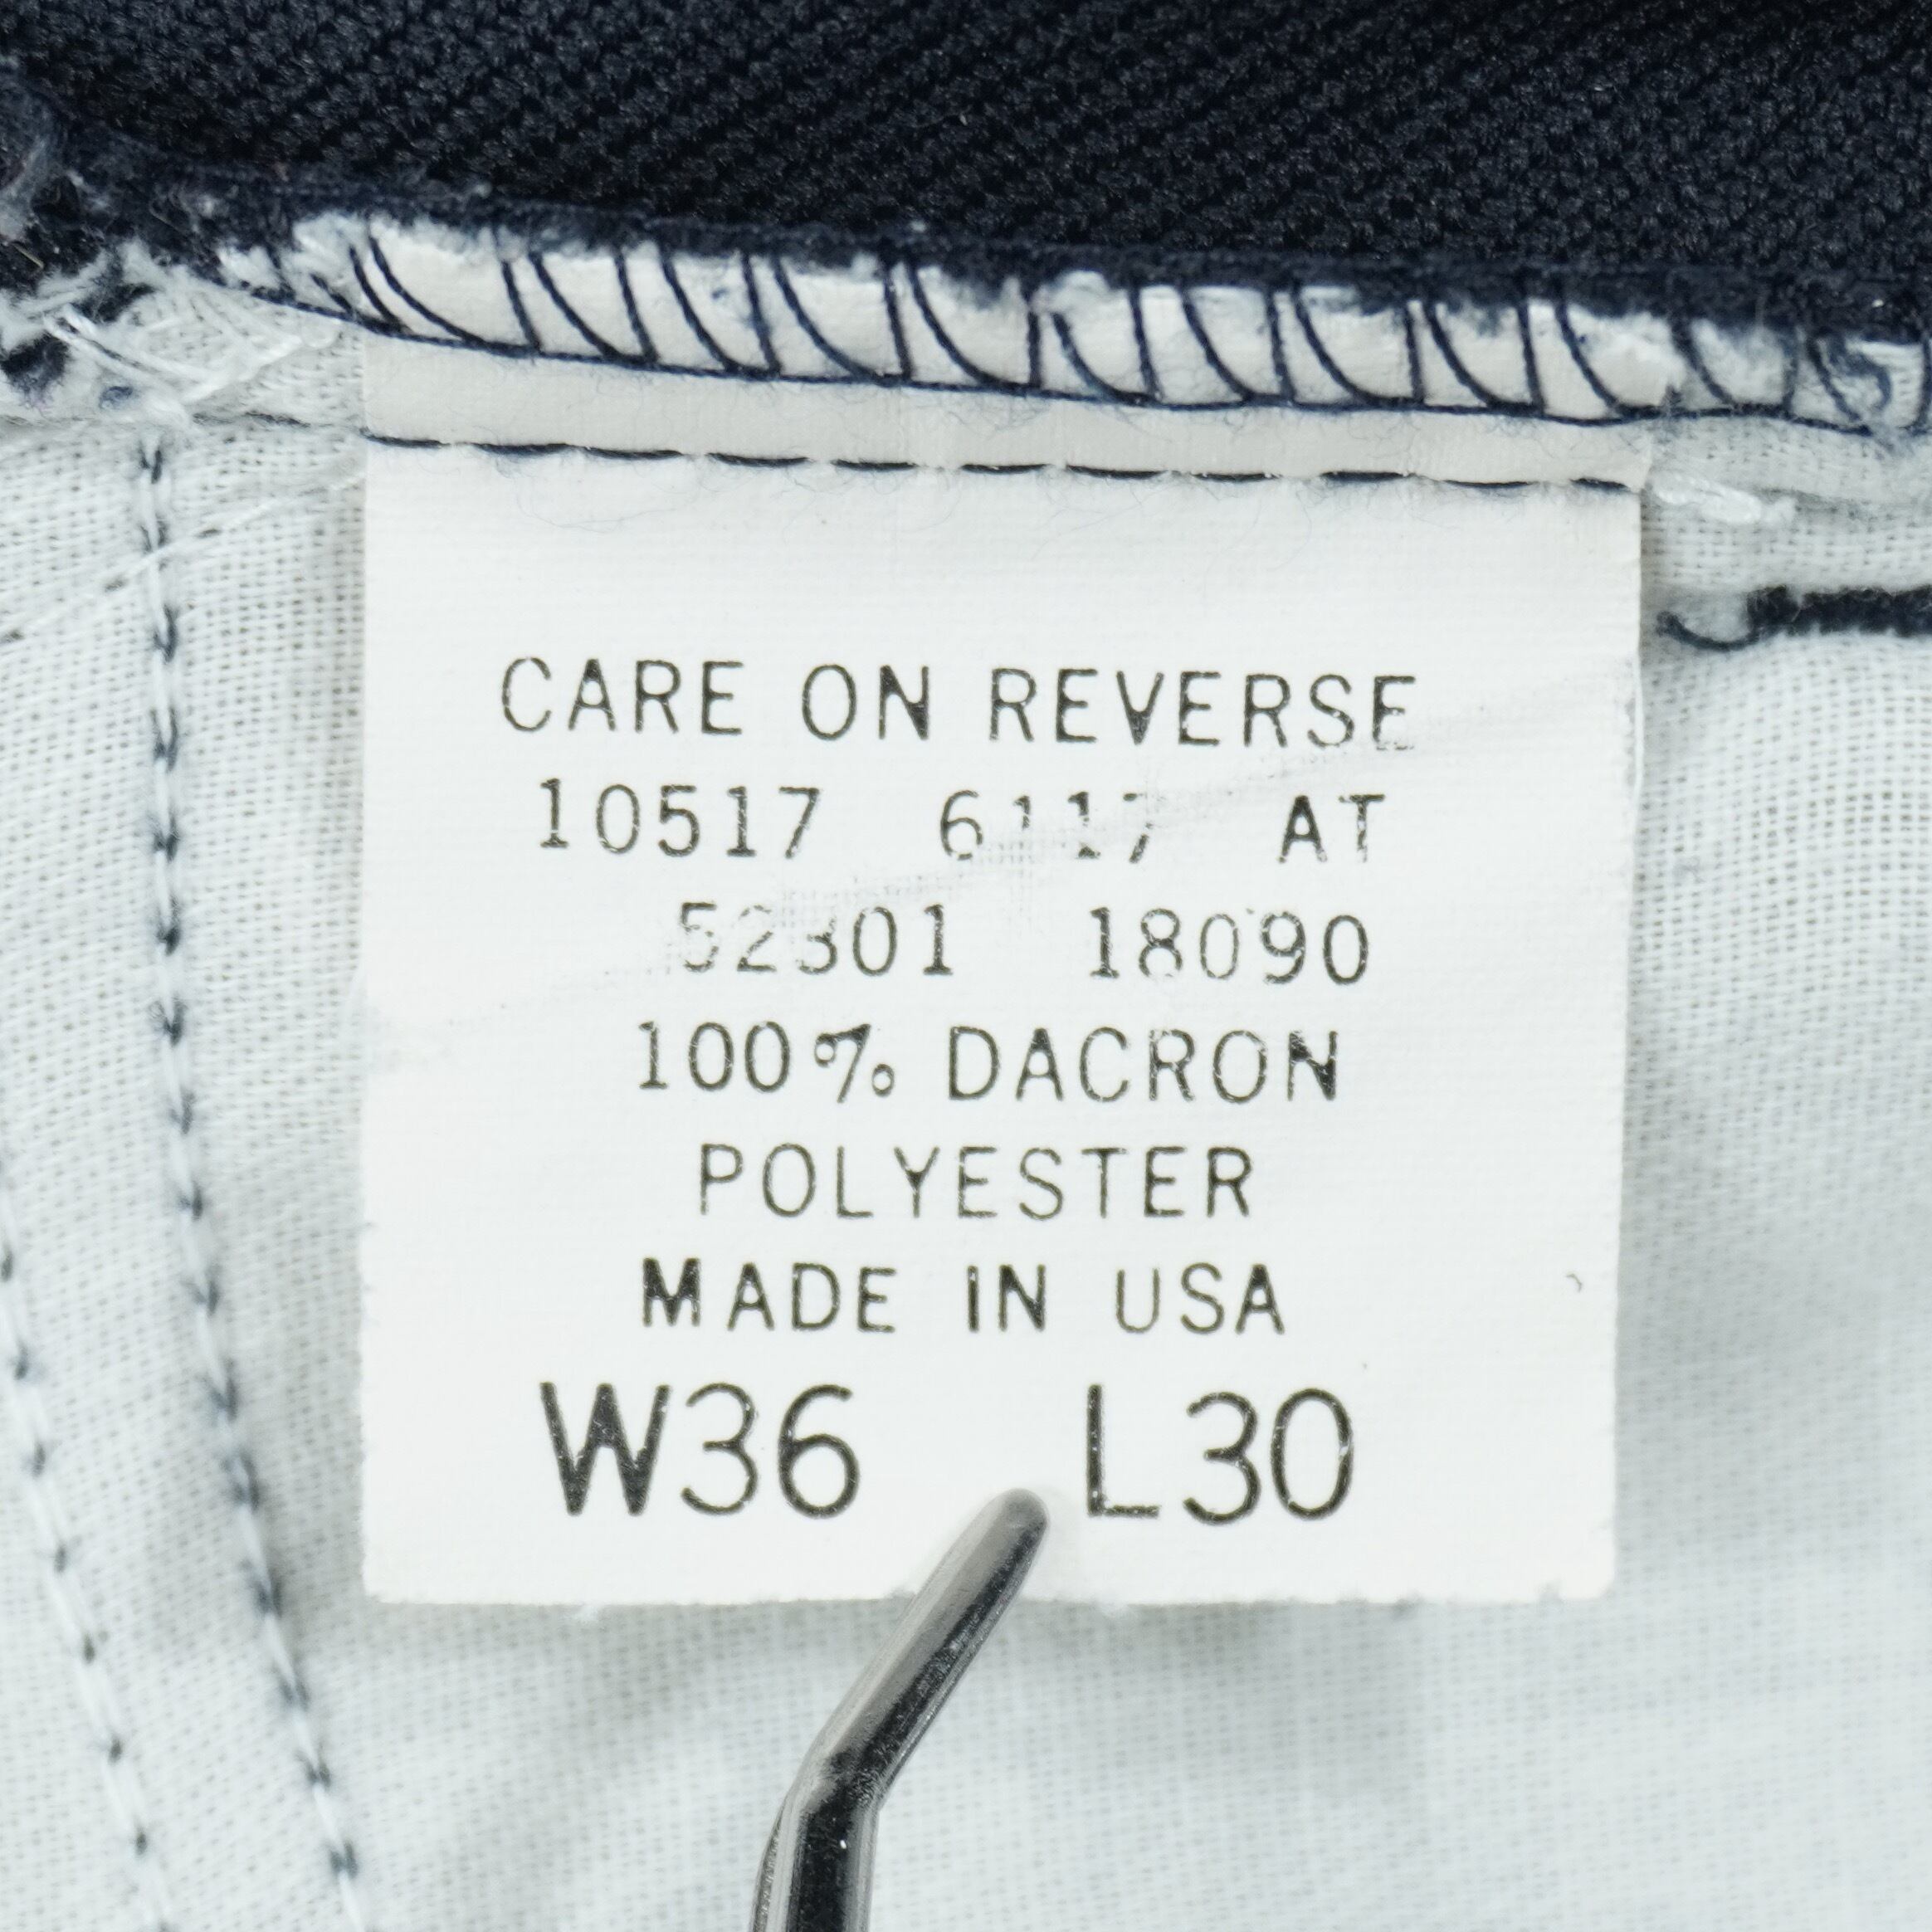 CARE ON REVERSE
10517 6117 AT
52301 18090
100% DACRON
POLYESTER
MADE IN USA
W36 L30